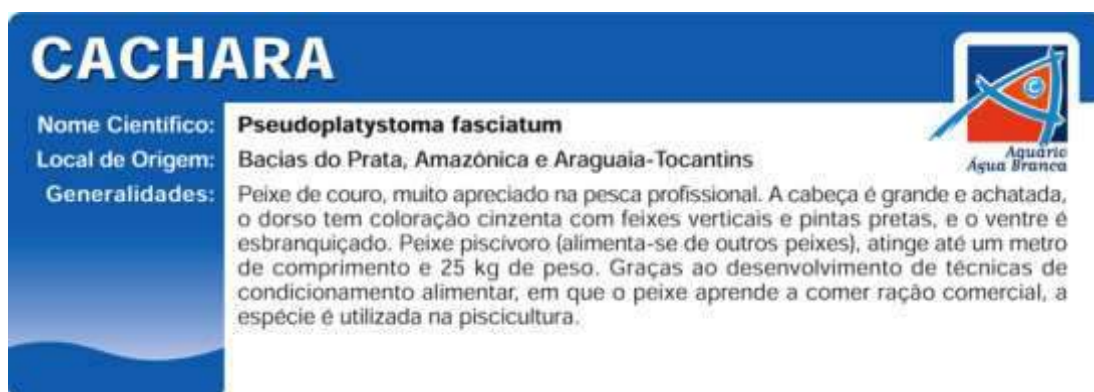 CACHARA
Nome Científico: Pseudoplatystoma fasciatum
Local de Origem: Bacias do Prata, Amazônica e Araguaia-Tocantins
Generalidades: Peixe de couro, muito apreciado na pesca profissional. A cabeça é grande e achatada,
o dorso tem coloração cinzenta com feixes verticais e pintas pretas, e o ventre é
esbranquiçado. Peixe piscívoro (alimenta-se de outros peixes), atinge até um metro
de comprimento e 25 kg de peso. Graças ao desenvolvimento de técnicas de
condicionamento alimentar, em que o peixe aprende a comer ração comercial, a
espécie é utilizada na piscicultura.
Aquário
Água Branca